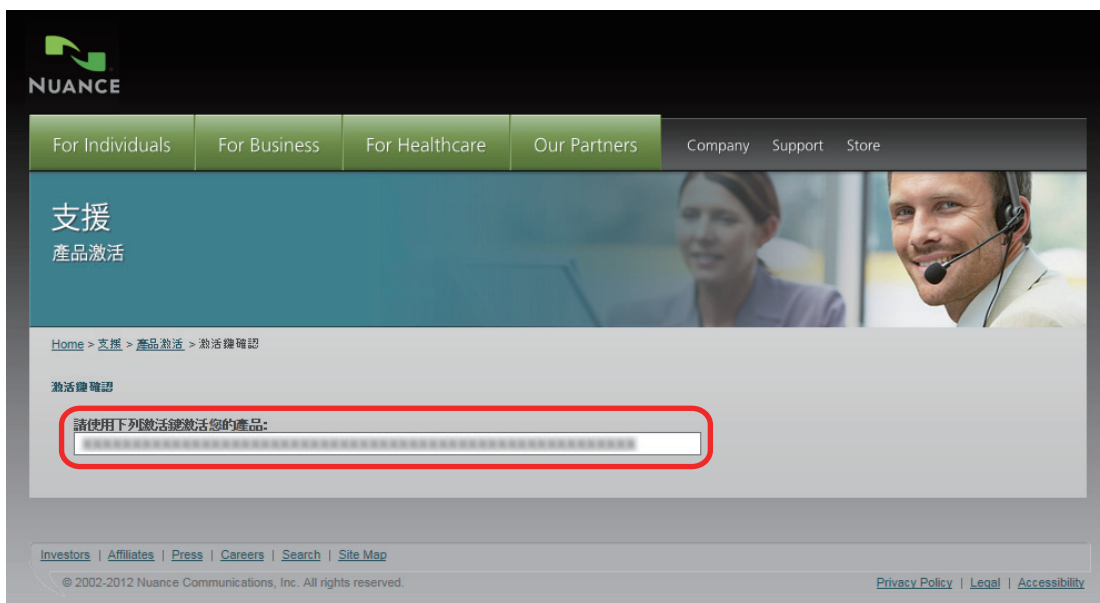 NUANCE
For Individuals For Business For Healthcare Our Partners Company Support Store
支援
產品激活
Home > 支援 > 產品激活 > 激活鍵確認
激活鍵確認
請使用下列激活鍵激活您的產品:
Investors | Affiliates | Press | Careers | Search | Site Map
© 2002-2012 Nuance Communications, Inc. All rights reserved.
Privacy Policy | Legal | Accessibility